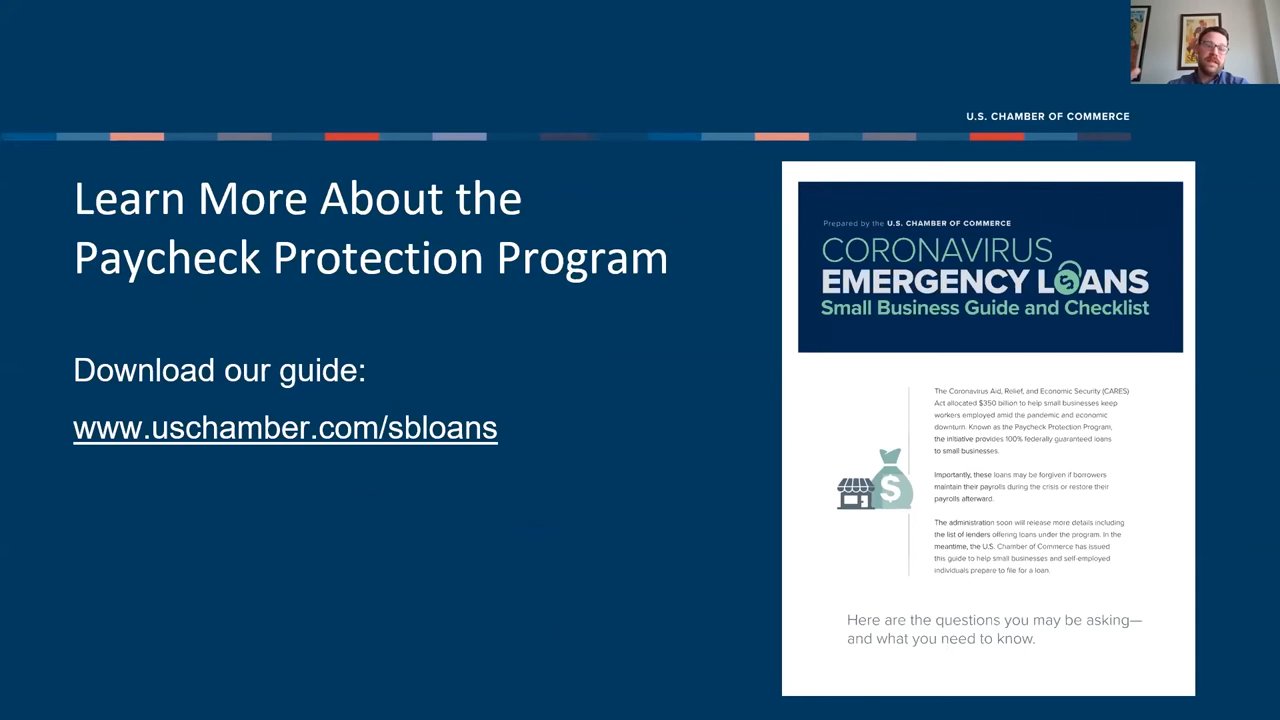 U.S. CHAMBER OF COMMERCE
Learn More About the
Paycheck Protection Program
Download our guide:
www.uschamber.com/sbloans
Prepared by the U.S. CHAMBER OF COMMERCE
CORONAVIRUS
EMERGENCY LOANS
Small Business Guide and Checklist
The Coronavirus Aid, Relief, and Economic Security (CARES)
Act allocated $350 billion to help small businesses keep
workers employed amid the pandemic and economic
downturn. Known as the Paycheck Protection Program,
the initiative provides 100% federally guaranteed loans
to small businesses.
Importantly, these loans may be forgiven if borrowers
maintain their payrolls during the crisis or restore their
payrolls afterward.
$
The administration soon will release more details including
the list of lenders offering loans under the program. In the
meantime, the U.S. Chamber of Commerce has issued
this guide to help small businesses and self-employed
individuals prepare to file for a loan.
Here are the questions you may be asking—
and what you need to know.